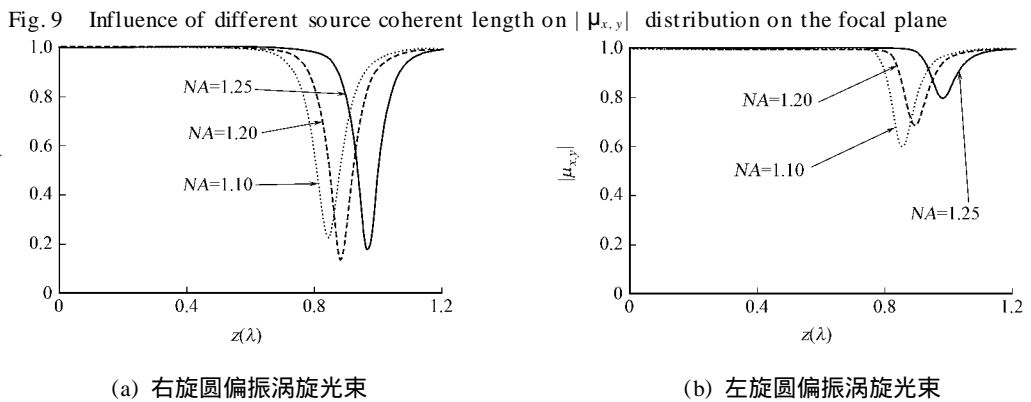 Fig. 9 Influence of different source coherent length on | μx, y| distribution on the focal plane
1.0
0.8
0.6
0.4
0.2
0
0
0.4
0.8
1.2
NA=1.25
NA=1.20
NA=1.10
z(λ)
(a) 右旋圆偏振涡旋光束
|μx,y|
1.0
0.8
0.6
0.4
0.2
0
0
0.4
0.8
1.2
NA=1.20
NA=1.10
NA=1.25
z(λ)
(b) 左旋圆偏振涡旋光束